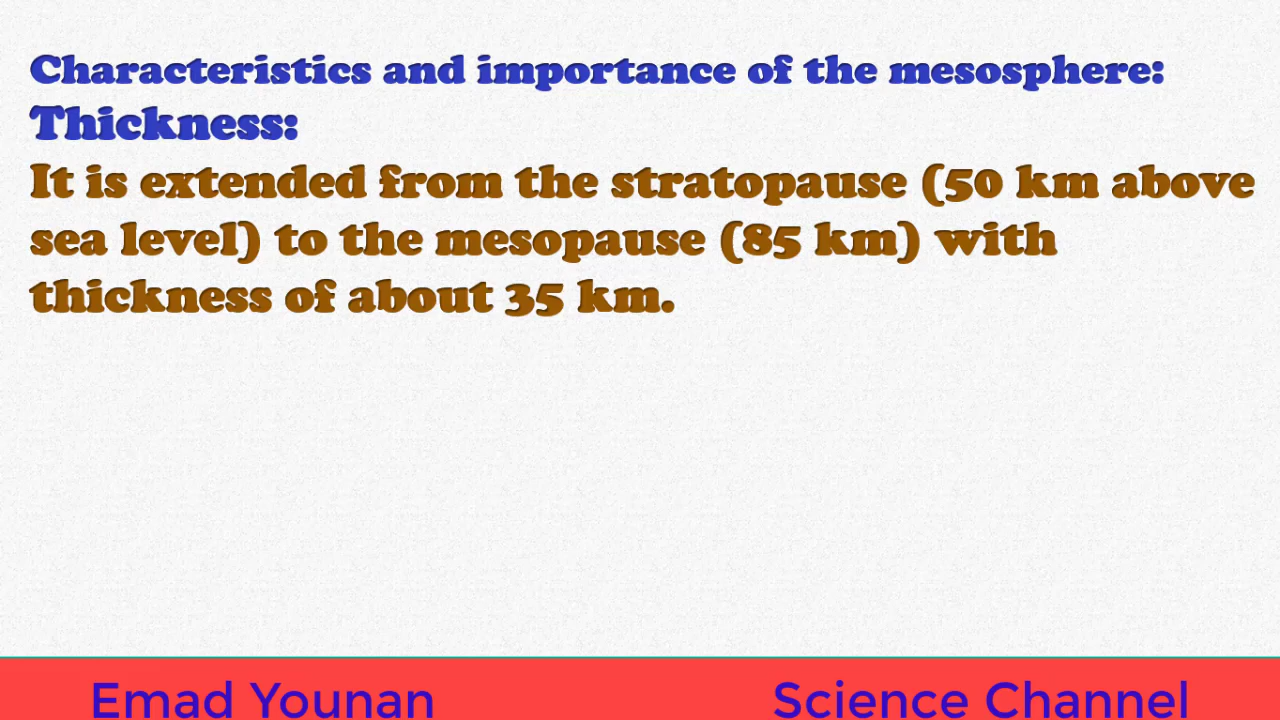 Characteristics and importance of the mesosphere:
Thickness:
It is extended from the stratopause (50 km above
sea level) to the mesopause (85 km) with
thickness of about 35 km.
Emad Younan
Science Channel